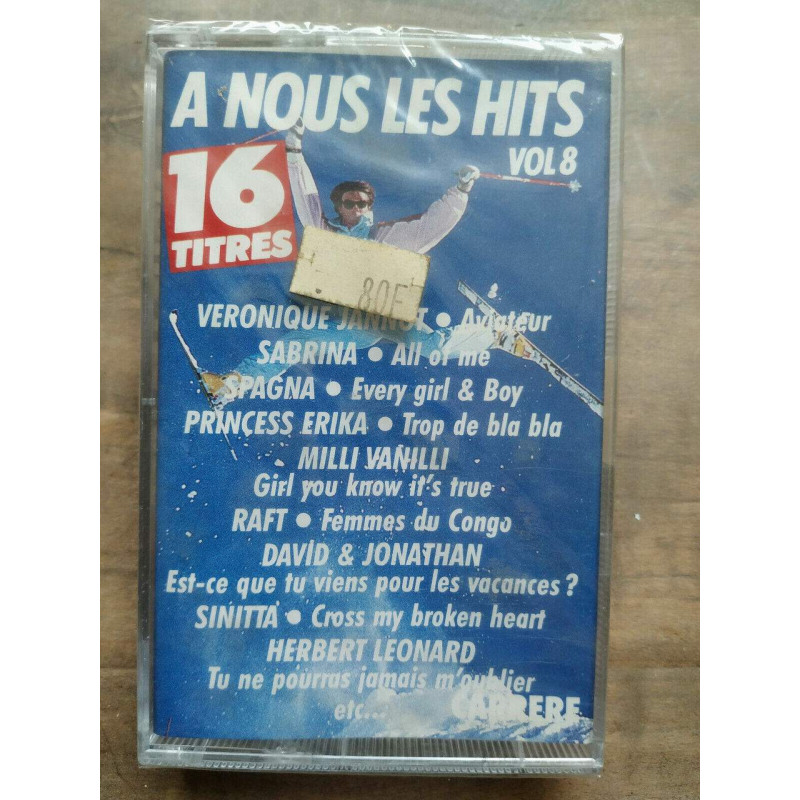 A NOUS LES HITS
VOL 8
16
TITRES
80F
VERONIQUE JANNOT • Aviateur
SABRINA • All of me
SPAGNA • Every girl & Boy
PRINCESS ERIKA • Trop de bla bla
MILLI VANILLI
Girl you know it's true
RAFT • Femmes du Congo
DAVID & JONATHAN
Est-ce que tu viens pour les vacances ?
SINITTA • Cross my broken heart
HERBERT LEONARD
Tu ne pourras jamais m'oublier
etc...
CARRERE